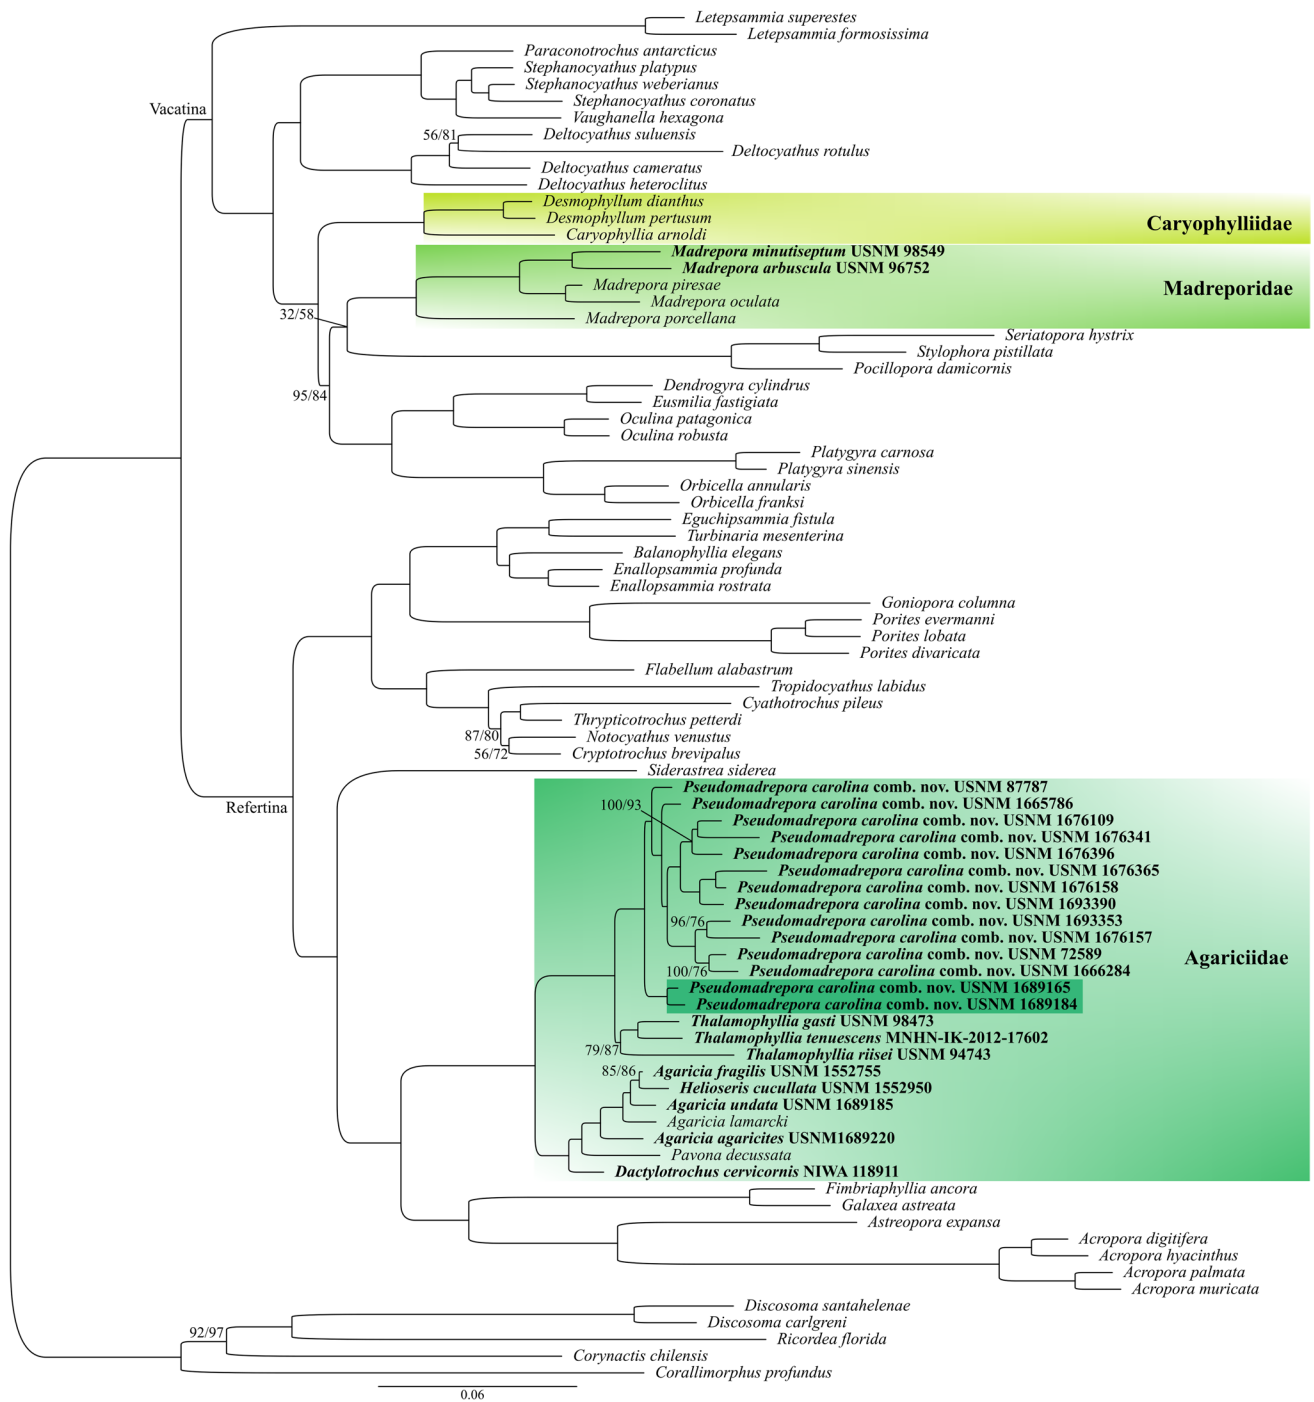 Letepsammia superestes
Letepsammia formosissima
Paraconotrochus antarcticus
Stephanocyathus platypus
Stephanocyathus weberianus
Stephanocyathus coronatus
Vacatina
Vaughanella hexagona
56/81
Deltocyathus suluensis
Deltocyathus rotulus
Deltocyathus cameratus
Deltocyathus heteroclitus
Desmophyllum dianthus
Desmophyllum pertusum
Caryophylliidae
Caryophyllia arnoldi
Madrepora minutiseptum USNM 98549
Madrepora arbuscula USNM 96752
Madrepora piresae
Madreporidae
Madrepora oculata
32/58
Madrepora porcellana
Seriatopora hystrix
Stylophora pistillata
Pocillopora damicornis
Dendrogyra cylindrus
95/84
Eusmilia fastigiata
Oculina patagonica
Oculina robusta
Platygyra carnosa
Platygyra sinensis
Orbicella annularis
Orbicella franksi
Eguchipsammia fistula
Turbinaria mesenterina
Balanophyllia elegans
Enallopsammia profunda
Enallopsammia rostrata
Goniopora columna
Porites evermanni
Porites lobata
Porites divaricata
Flabellum alabastrum
Tropidocyathus labidus
Cyathotrochus pileus
Thrypticotrochus petterdi
87/80
Notocyathus venustus
56/72
Cryptotrochus brevipalus
Siderastrea siderea
Pseudomadrepora carolina comb. nov. USNM 87787
Refertina
100/93
Pseudomadrepora carolina comb. nov. USNM 1665786
Pseudomadrepora carolina comb. nov. USNM 1676109
Pseudomadrepora carolina comb. nov. USNM 1676341
Pseudomadrepora carolina comb. nov. USNM 1676396
Pseudomadrepora carolina comb. nov. USNM 1676365
Pseudomadrepora carolina comb. nov. USNM 1676158
Pseudomadrepora carolina comb. nov. USNM 1693390
96/76
Pseudomadrepora carolina comb. nov. USNM 1693353
Pseudomadrepora carolina comb. nov. USNM 1676157
Agariciidae
Pseudomadrepora carolina comb. nov. USNM 72589
100/76
Pseudomadrepora carolina comb. nov. USNM 1666284
Pseudomadrepora carolina comb. nov. USNM 1689165
Pseudomadrepora carolina comb. nov. USNM 1689184
Thalamophyllia gasti USNM 98473
Thalamophyllia tenuescens MNHN-IK-2012-17602
79/87
Thalamophyllia riisei USNM 94743
85/86
Agaricia fragilis USNM 1552755
Helioseris cucullata USNM 1552950
Agaricia undata USNM 1689185
Agaricia lamarcki
Agaricia agaricites USNM1689220
Pavona decussata
Dactylotrochus cervicornis NIWA 118911
Fimbriaphyllia ancora
Galaxea astreata
Astreopora expansa
Acropora digitifera
Acropora hyacinthus
Acropora palmata
Acropora muricata
Discosoma santahelenae
Discosoma carlgreni
92/97
Ricordea florida
Corynactis chilensis
Corallimorphus profundus
0.06